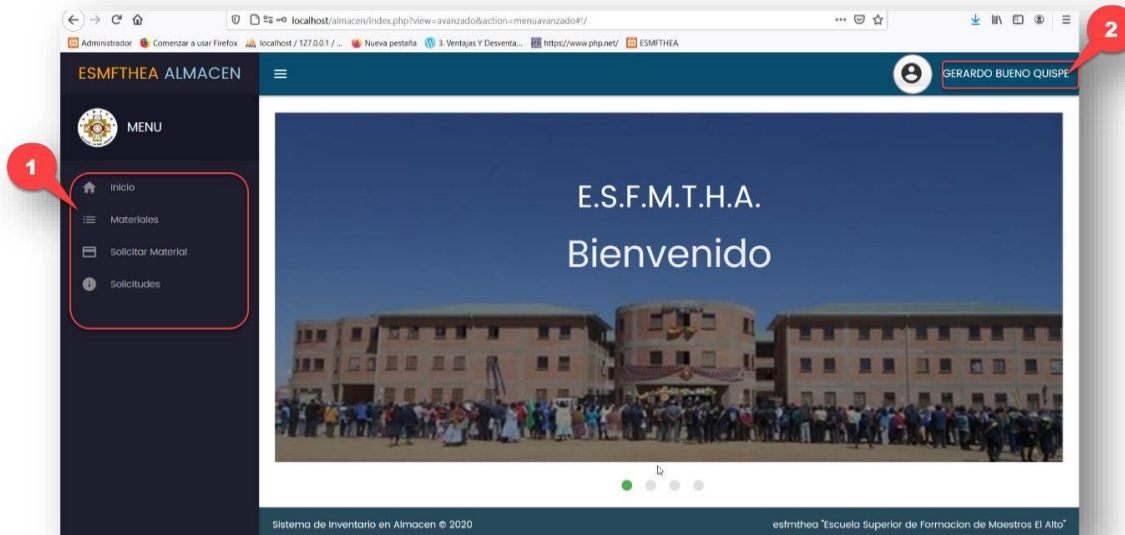 localhost/almacen/index.php?view=avanzado&action=menuavanzado#!/
2
Administrador Comenzar a usar Firefox localhost / 127.0.0.1 / ... Nueva pestaña 3. Ventajas Y Desventa... https://www.php.net/ ESMFTHEA
ESMFTHEA ALMACEN
GERARDO BUENO QUISPE
MENU
1
Inicio
Materiales
Solicitar Material
Solicitudes
E.S.F.M.T.H.A.
Bienvenido
Sistema de Inventario en Almacen © 2020
esfmthea "Escuela Superior de Formacion de Maestros El Alto"